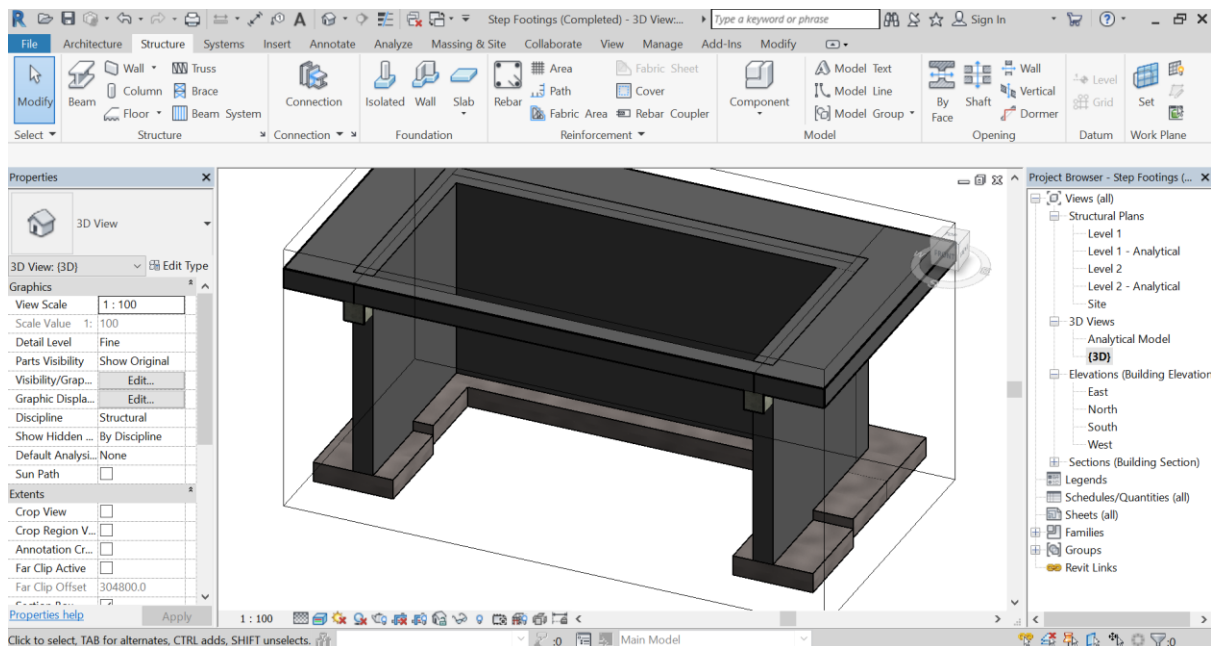 Step Footings (Completed) - 3D View:... Type a keyword or phrase Sign In
File Architecture Structure Systems Insert Annotate Analyze Massing & Site Collaborate View Manage Add-Ins Modify
Modify Beam Wall Truss Connection Isolated Wall Slab Rebar Area Fabric Sheet Component Model Text By Face Shaft Wall Level Set
Column Brace Path Cover Model Line Vertical Grid
Floor Beam System Fabric Area Rebar Coupler Model Group Dormer
Select Structure Connection Foundation Reinforcement Model Opening Datum Work Plane
Properties
3D View
3D View: {3D} Edit Type
Graphics
View Scale 1 : 100
Scale Value 1: 100
Detail Level Fine
Parts Visibility Show Original
Visibility/Grap... Edit...
Graphic Displa... Edit...
Discipline Structural
Show Hidden ... By Discipline
Default Analysi... None
Sun Path
Extents
Crop View
Crop Region V...
Annotation Cr...
Far Clip Active
Far Clip Offset 304800.0
Properties help Apply
1 : 100
Project Browser - Step Footings (...
Views (all)
Structural Plans
Level 1
Level 1 - Analytical
Level 2
Level 2 - Analytical
Site
3D Views
Analytical Model
{3D}
Elevations (Building Elevation
East
North
South
West
Sections (Building Section)
Legends
Schedules/Quantities (all)
Sheets (all)
Families
Groups
Revit Links
Click to select, TAB for alternates, CTRL adds, SHIFT unselects. :0 Main Model :0